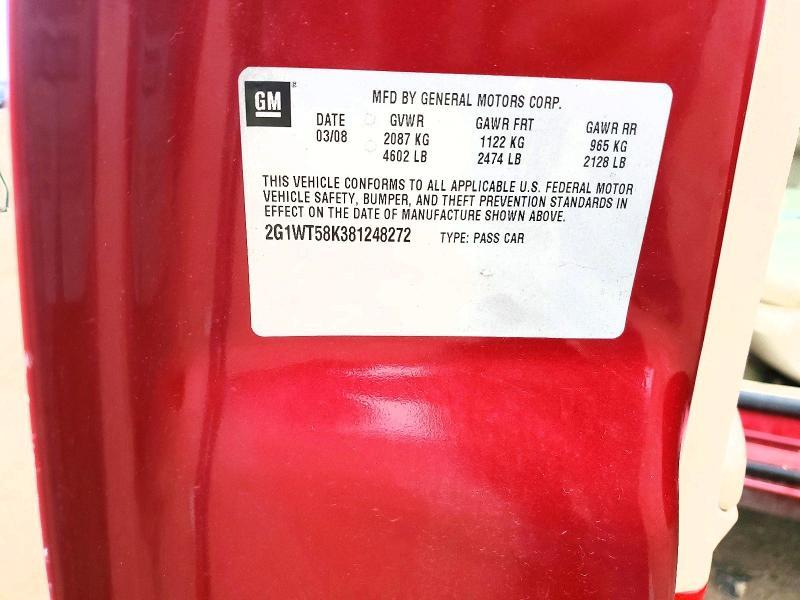 GM
MFD BY GENERAL MOTORS CORP.
DATE GVWR GAWR FRT GAWR RR
03/08 2087 KG 1122 KG 965 KG
4602 LB 2474 LB 2128 LB
THIS VEHICLE CONFORMS TO ALL APPLICABLE U.S. FEDERAL MOTOR
VEHICLE SAFETY, BUMPER, AND THEFT PREVENTION STANDARDS IN
EFFECT ON THE DATE OF MANUFACTURE SHOWN ABOVE.
2G1WT58K381248272 TYPE: PASS CAR